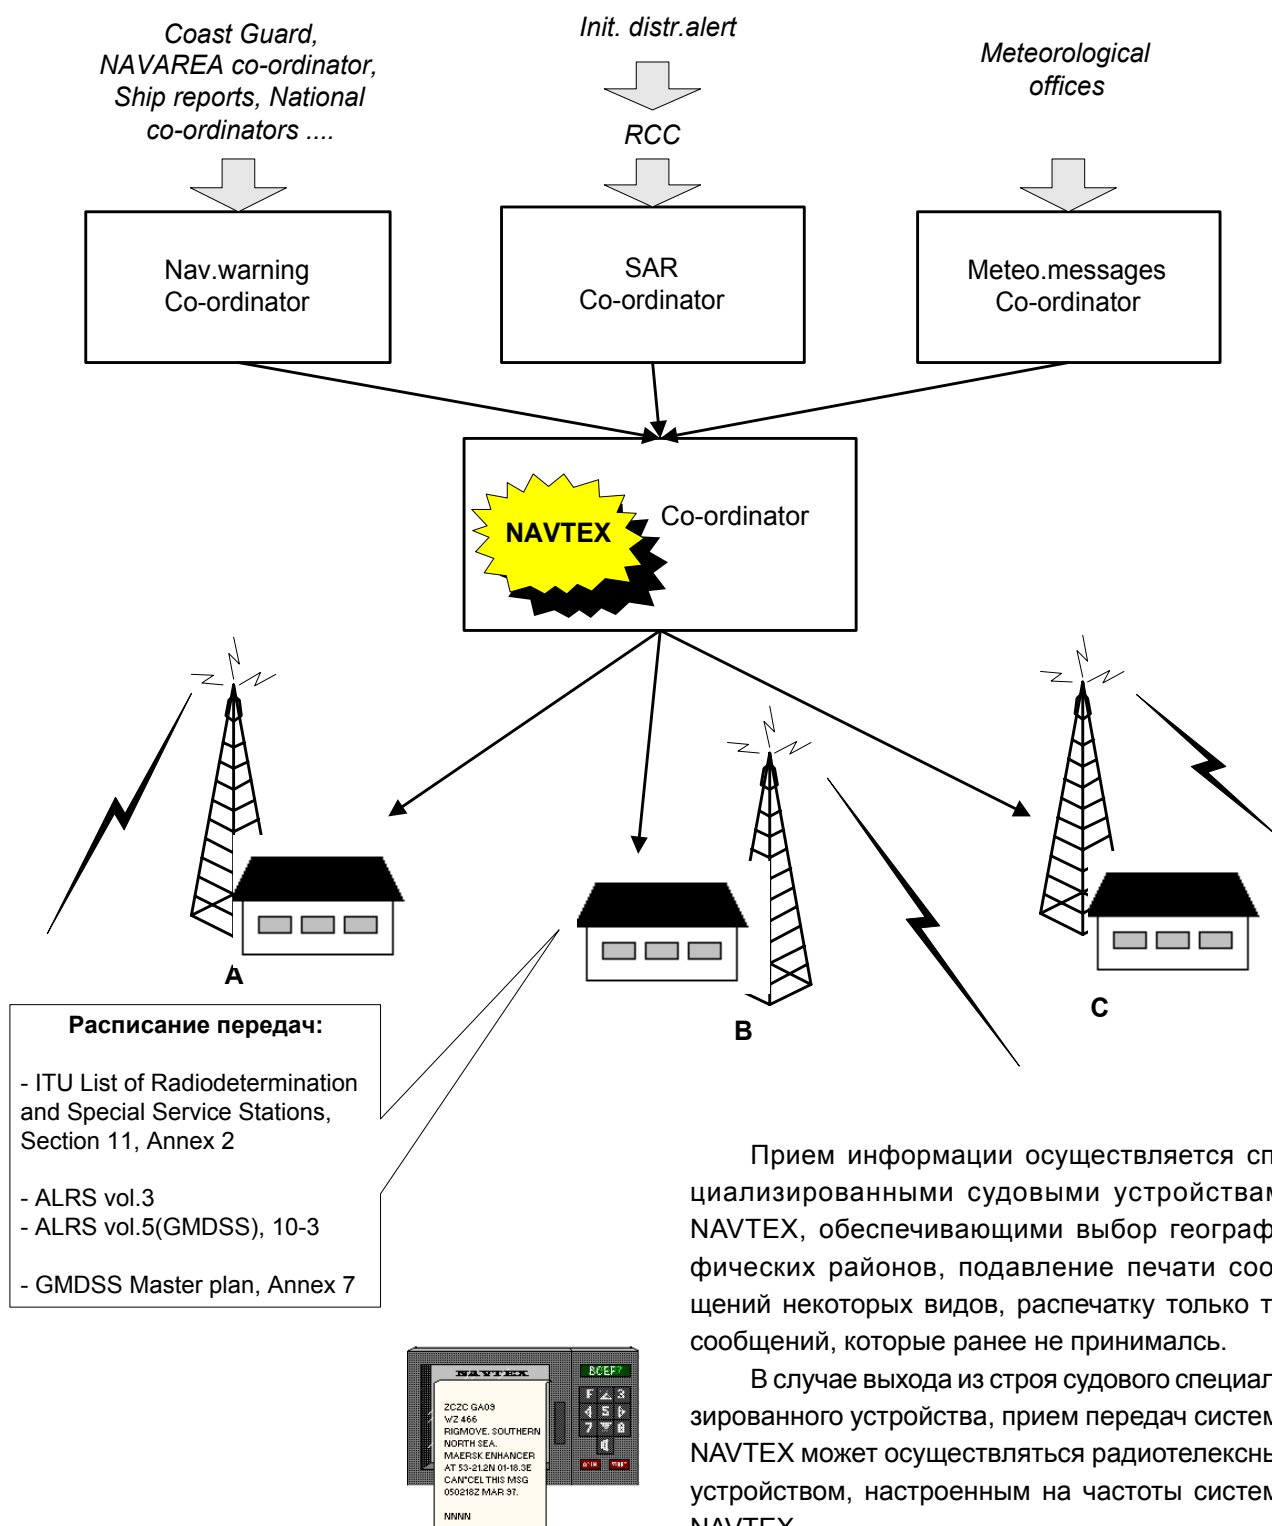 Coast Guard,
NAVAREA co-ordinator,
Ship reports, National
co-ordinators ....
Init. distr.alert
RCC
Meteorological
offices
Nav.warning
Co-ordinator
SAR
Co-ordinator
Meteo.messages
Co-ordinator
NAVTEX
Co-ordinator
A
B
C
Расписание передач:
- ITU List of Radiodetermination
and Special Service Stations,
Section 11, Annex 2
- ALRS vol.3
- ALRS vol.5(GMDSS), 10-3
- GMDSS Master plan, Annex 7
Прием информации осуществляется сп
циализированными судовыми устройствам
NAVTEX, обеспечивающими выбор географ
фических районов, подавление печати соо
щений некоторых видов, распечатку только т
сообщений, которые ранее не принималсь.
В случае выхода из строя судового специал
зированного устройства, прием передач систем
NAVTEX может осуществляться радиотелексны
устройством, настроенным на частоты систем
NAVTEX
NAVTEX
ZCZC GA09
WZ 466
RIGMOVE. SOUTHERN
NORTH SEA.
MAERSK ENHANCER
AT 53-21.2N 01-18.3E
CAN"CEL THIS MSG
050218Z MAR 97.
NNNN
F 3
5
7 8